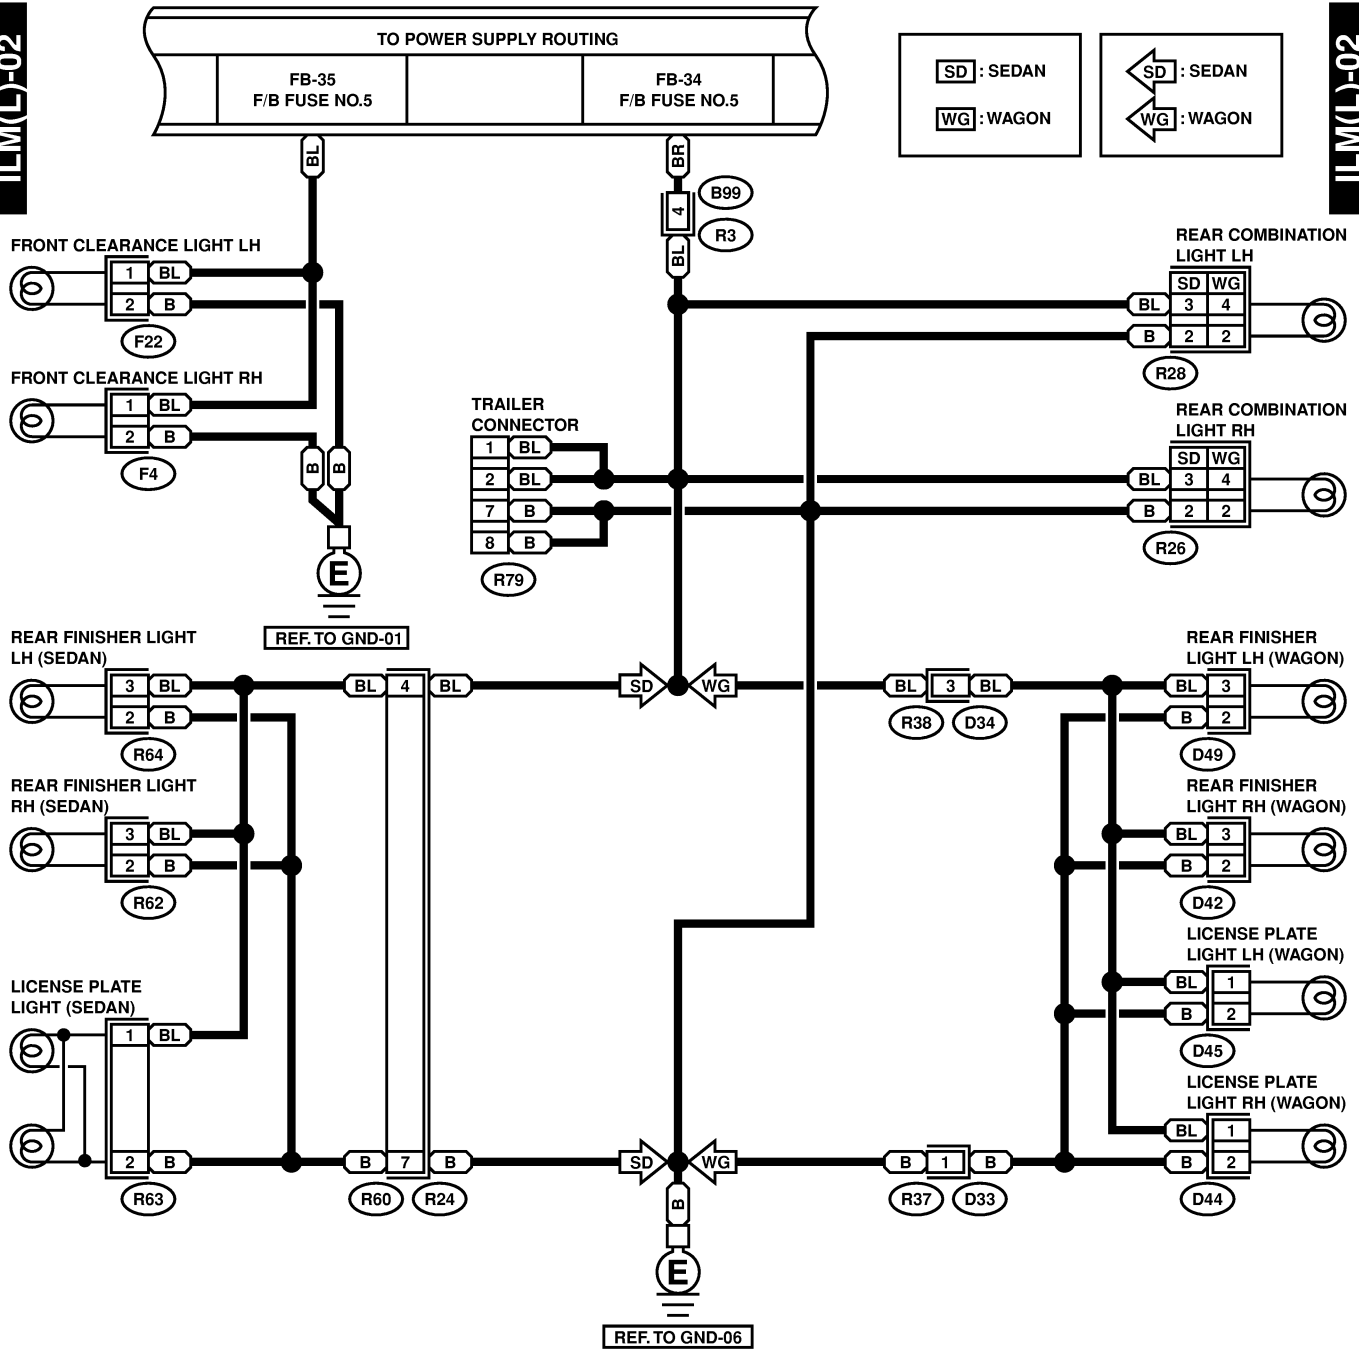 ILM(L)-02
ILM(L)-02
TO POWER SUPPLY ROUTING
FB-35
F/B FUSE NO.5
FB-34
F/B FUSE NO.5
SD : SEDAN
WG : WAGON
SD : SEDAN
WG : WAGON
BL
BR
4
B99
R3
BL
FRONT CLEARANCE LIGHT LH
1 BL
2 B
F22
FRONT CLEARANCE LIGHT RH
1 BL
2 B
F4
B B
E
REF. TO GND-01
REAR COMBINATION
LIGHT LH
SD WG
BL 3 4
B 2 2
R28
TRAILER
CONNECTOR
1 BL
2 BL
7 B
8 B
R79
REAR COMBINATION
LIGHT RH
SD WG
BL 3 4
B 2 2
R26
REAR FINISHER LIGHT
LH (SEDAN)
3 BL
2 B
R64
BL 4 BL
SD WG
BL 3 BL
R38 D34
REAR FINISHER
LIGHT LH (WAGON)
BL 3
B 2
D49
REAR FINISHER LIGHT
RH (SEDAN)
3 BL
2 B
R62
REAR FINISHER
LIGHT RH (WAGON)
BL 3
B 2
D42
LICENSE PLATE
LIGHT LH (WAGON)
BL 1
B 2
D45
LICENSE PLATE
LIGHT (SEDAN)
1 BL
2 B
R63
B 7 B
R60 R24
SD WG
B 1 B
R37 D33
LICENSE PLATE
LIGHT RH (WAGON)
BL 1
B 2
D44
B
E
REF. TO GND-06